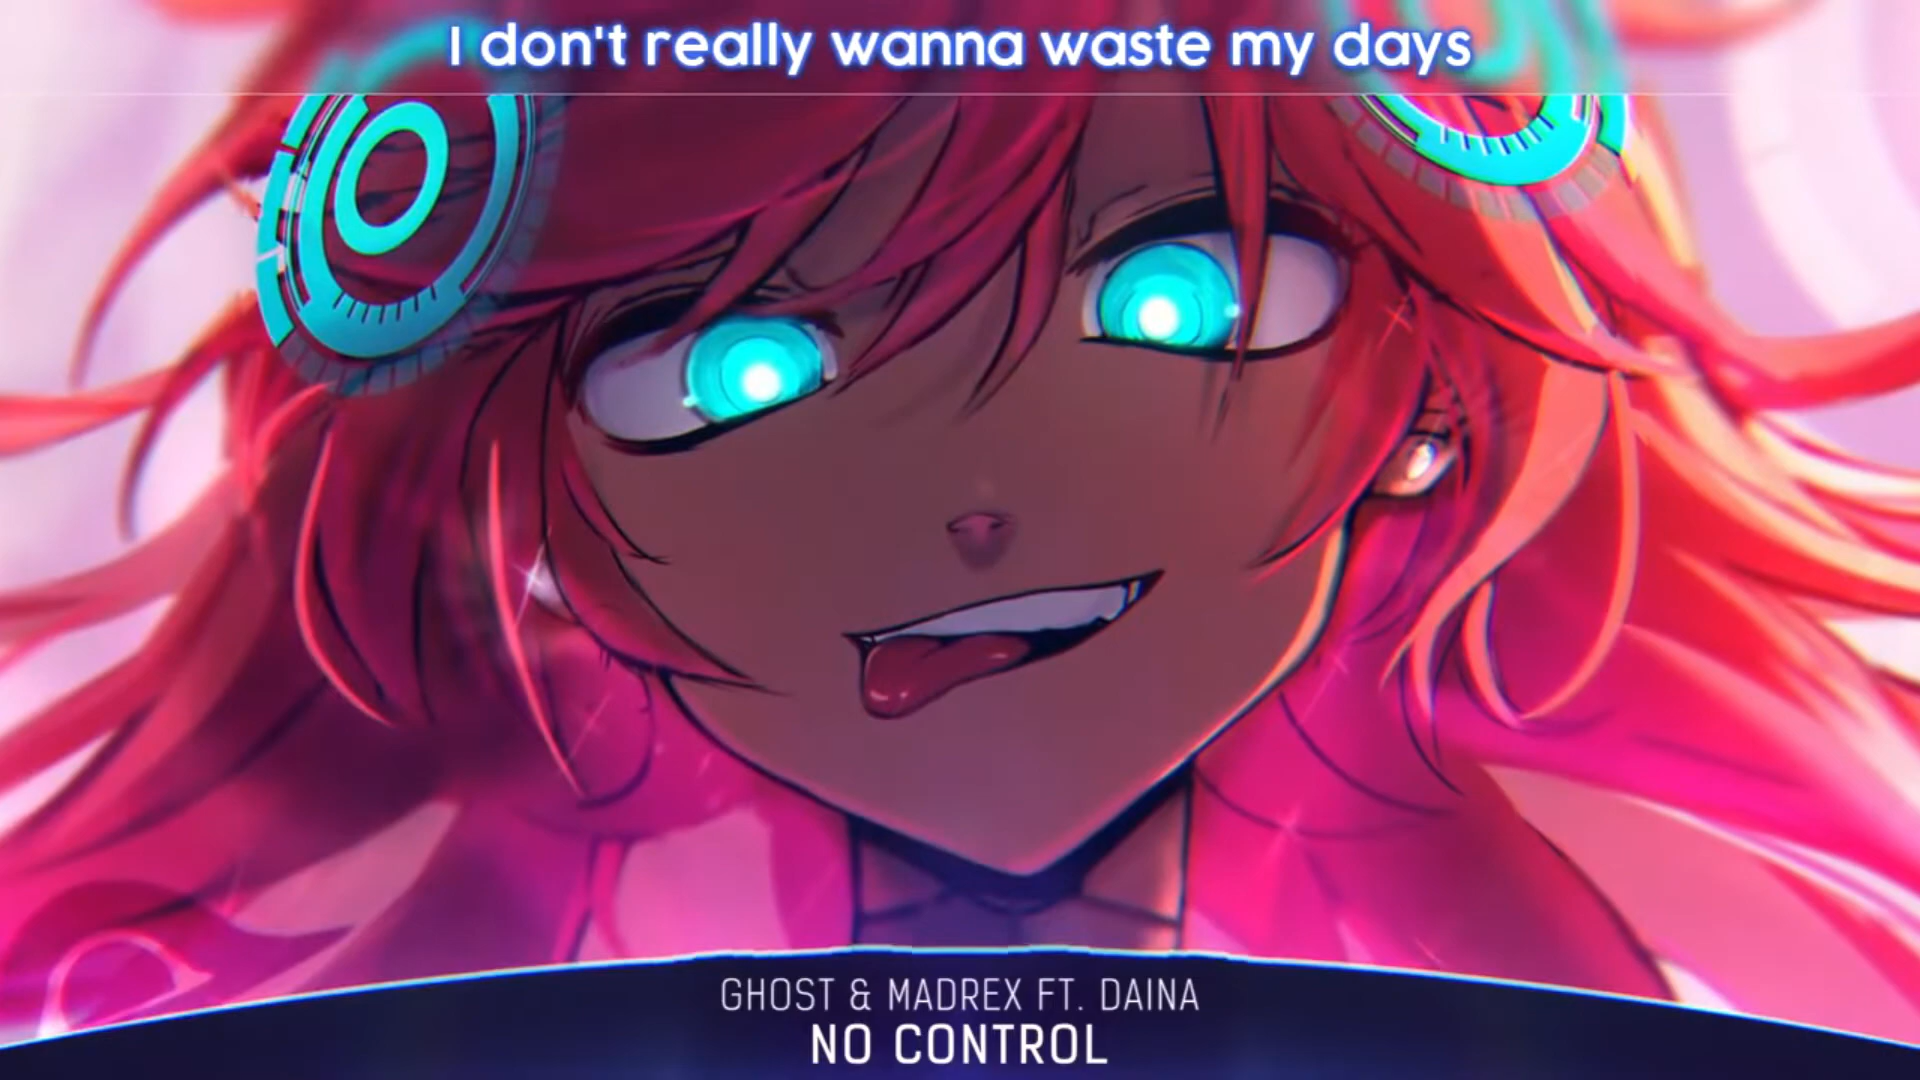 I don't really wanna waste my days
GHOST & MADREX FT. DAINA
NO CONTROL